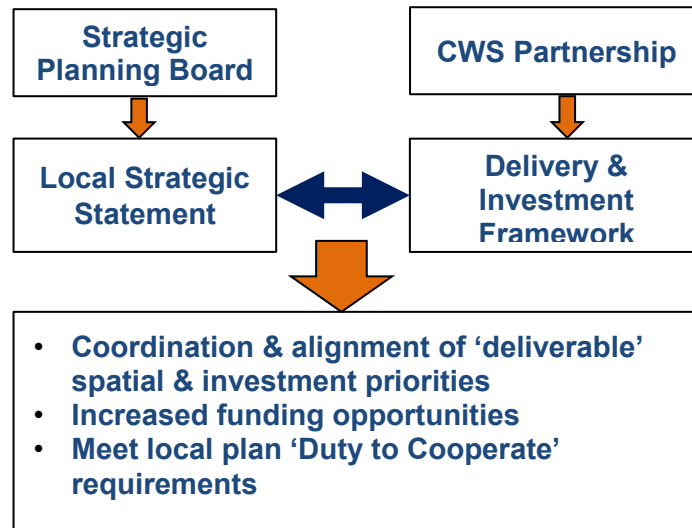 Strategic
Planning Board
CWS Partnership
Local Strategic
Statement
Delivery &
Investment
Framework
• Coordination & alignment of ‘deliverable’
spatial & investment priorities
• Increased funding opportunities
• Meet local plan ‘Duty to Cooperate’
requirements